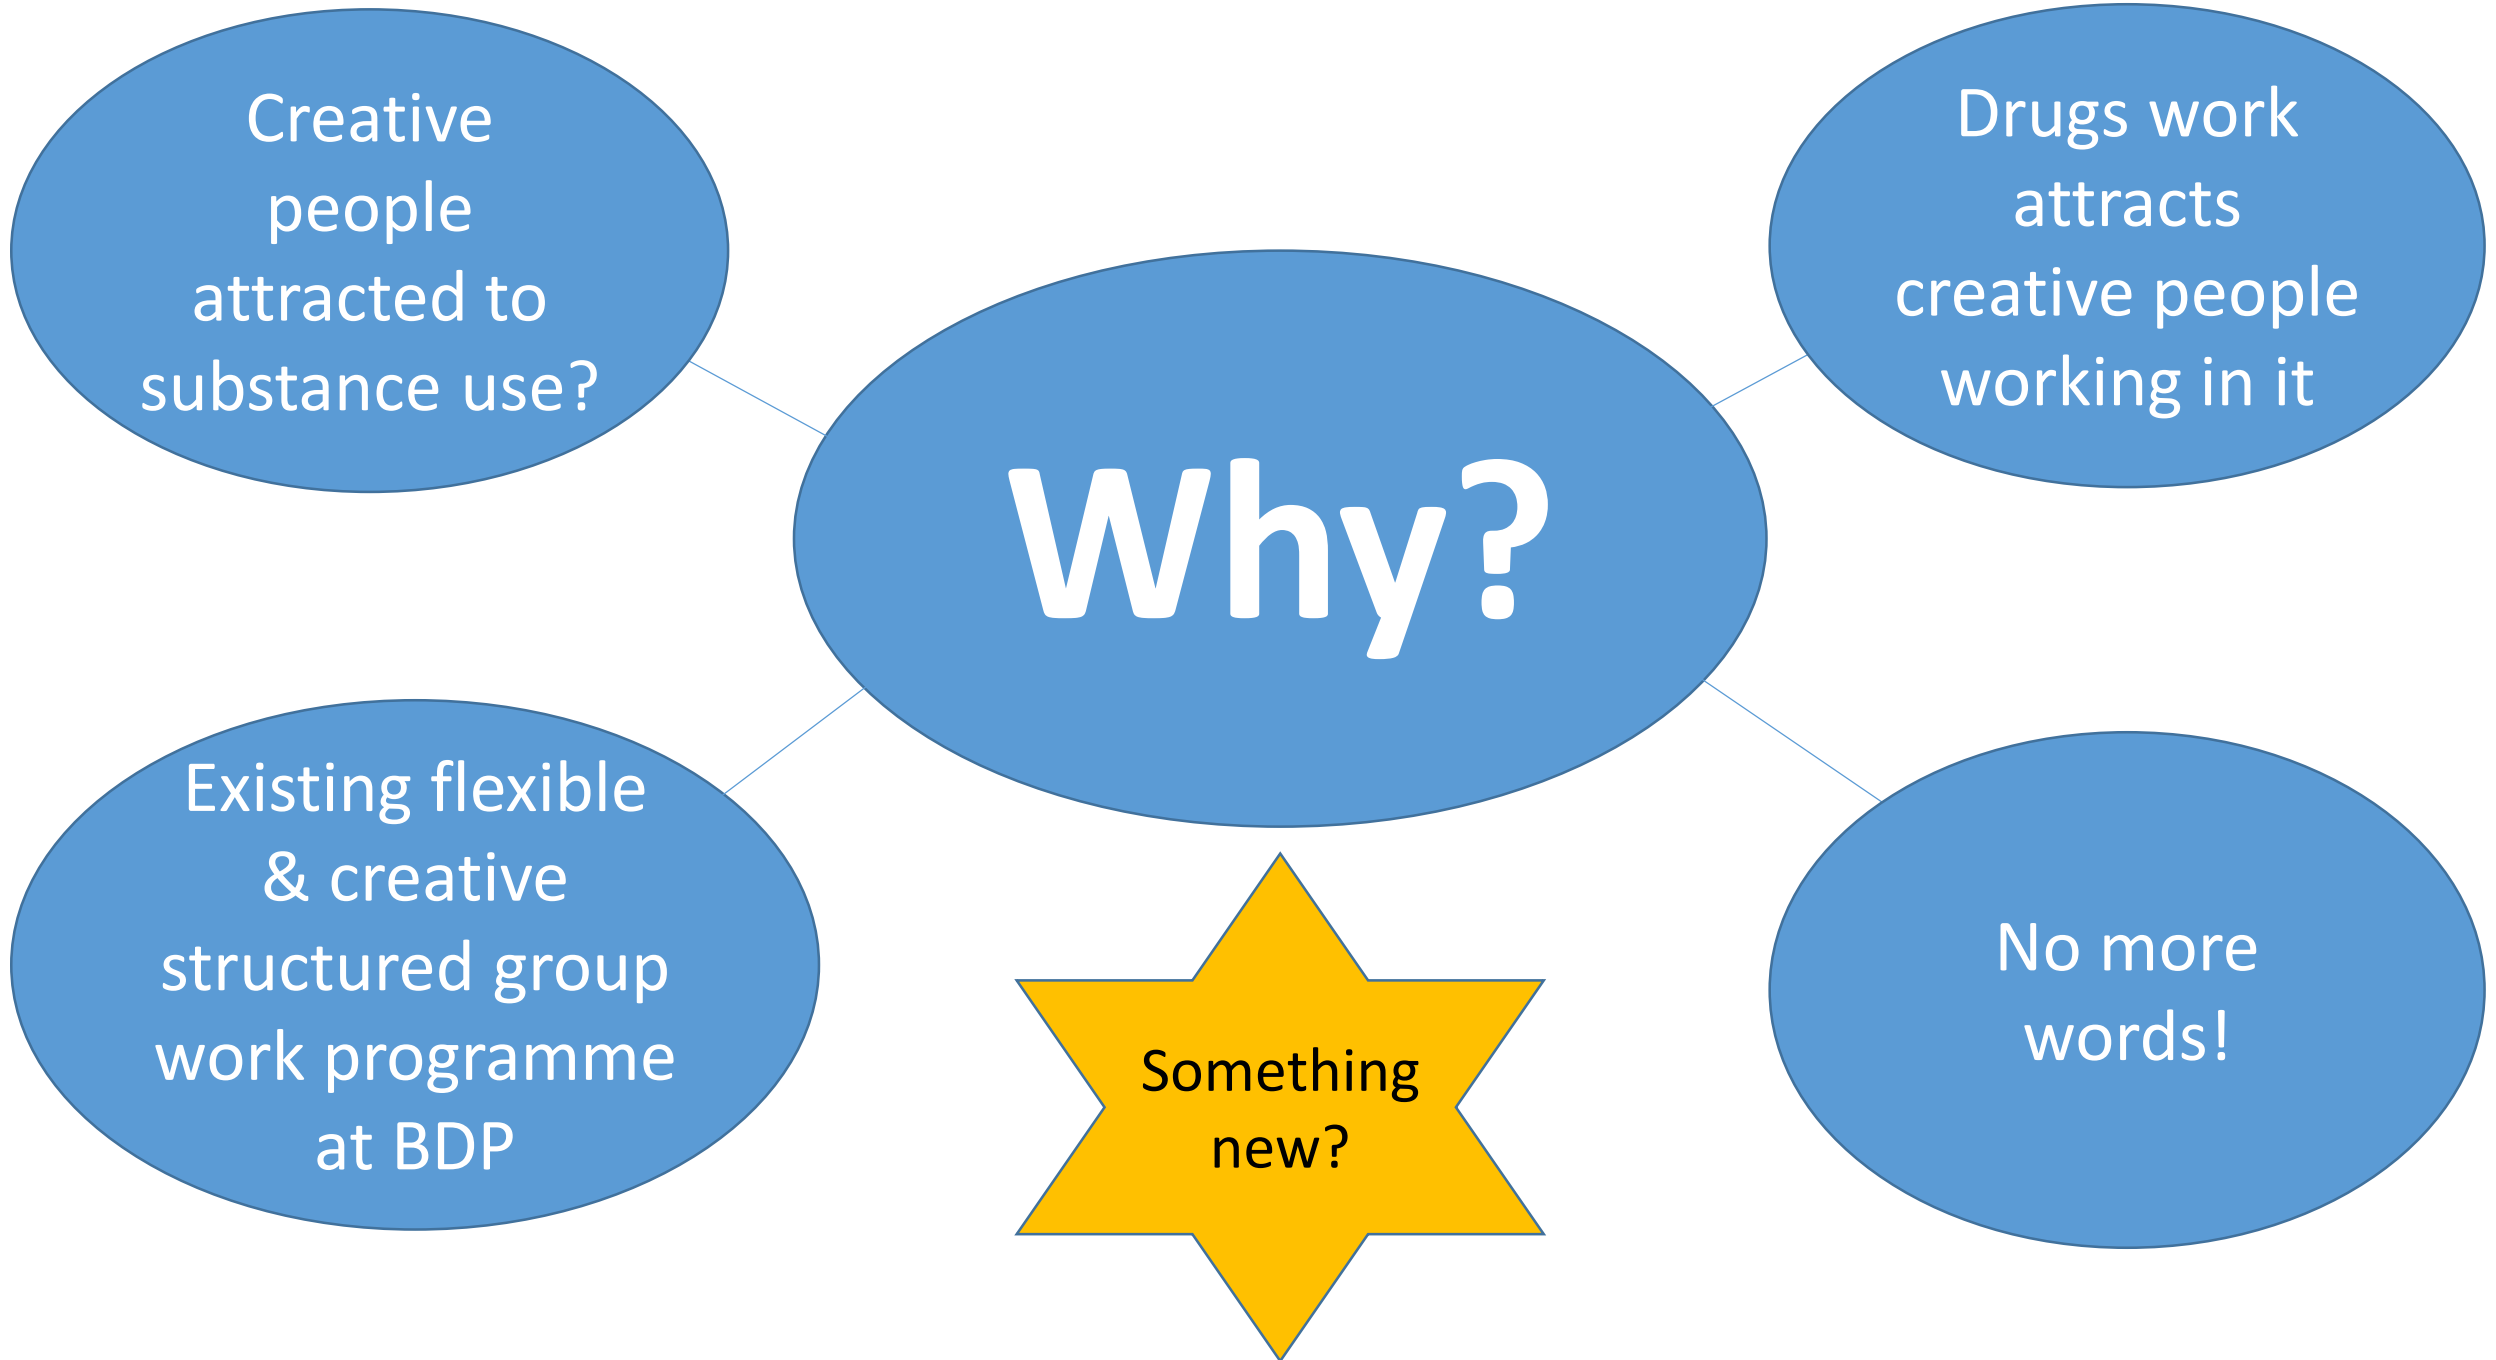 Creative
people
attracted to
substance use?
Drugs work
attracts
creative people
working in it
Why?
Existing flexible
& creative
structured group
work programme
at BDP
No more
words!
Something
new?